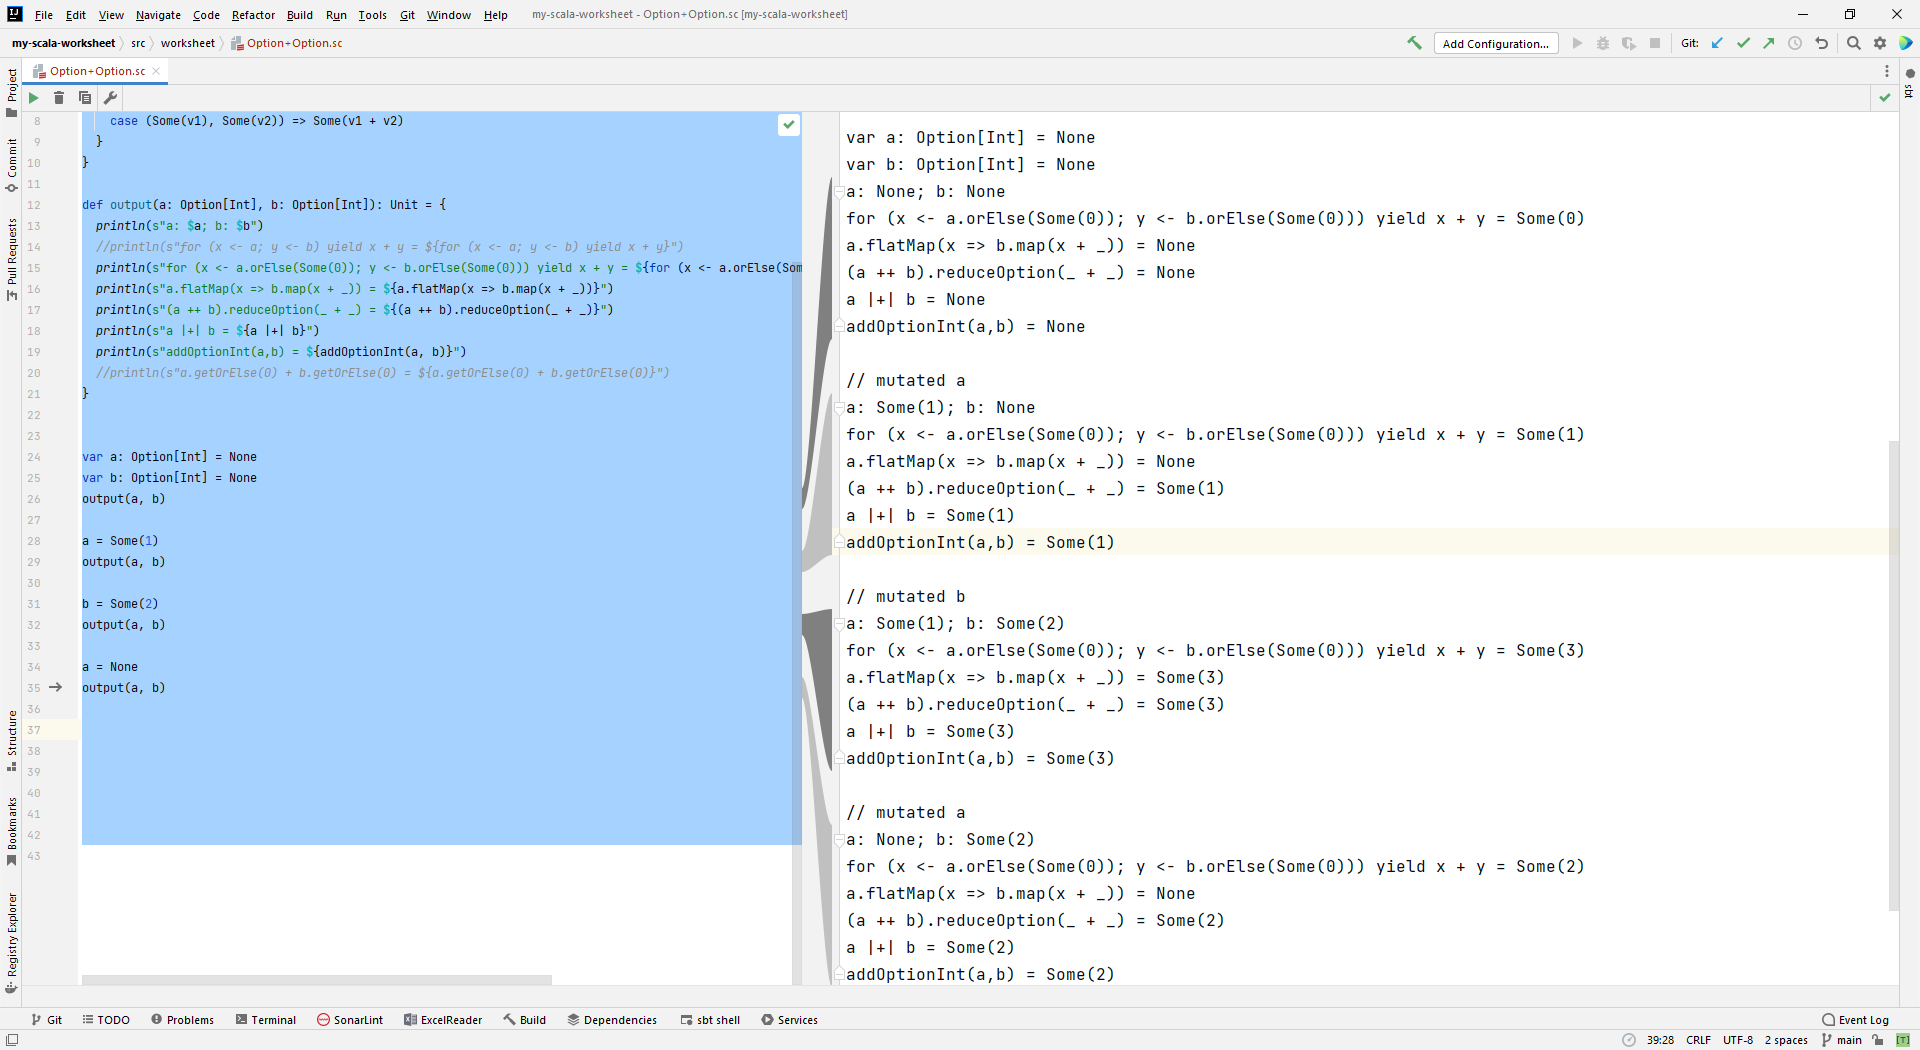 File Edit View Navigate Code Refactor Build Run Tools Git Window Help my-scala-worksheet - Option+Option.sc [my-scala-worksheet]
my-scala-worksheet src worksheet Option+Option.sc Add Configuration... Git:
Option+Option.sc
Project
Commit
Pull Requests
Structure
Bookmarks
Registry Explorer
sbt
8 case (Some(v1), Some(v2)) => Some(v1 + v2)
9 }
10 }
11
12 def output(a: Option[Int], b: Option[Int]): Unit = {
13 println(s"a: $a; b: $b")
14 //println(s"for (x <- a; y <- b) yield x + y = ${for (x <- a; y <- b) yield x + y}")
15 println(s"for (x <- a.orElse(Some(0)); y <- b.orElse(Some(0))) yield x + y = ${for (x <- a.orElse(Som
16 println(s"a.flatMap(x => b.map(x + _)) = ${a.flatMap(x => b.map(x + _))}")
17 println(s"(a ++ b).reduceOption(_ + _) = ${(a ++ b).reduceOption(_ + _)}")
18 println(s"a |+| b = ${a |+| b}")
19 println(s"addOptionInt(a,b) = ${addOptionInt(a, b)}")
20 //println(s"a.getOrElse(0) + b.getOrElse(0) = ${a.getOrElse(0) + b.getOrElse(0)}")
21 }
22
23
24 var a: Option[Int] = None
25 var b: Option[Int] = None
26 output(a, b)
27
28 a = Some(1)
29 output(a, b)
30
31 b = Some(2)
32 output(a, b)
33
34 a = None
35 output(a, b)
36
37
38
39
40
41
42
43
var a: Option[Int] = None
var b: Option[Int] = None
a: None; b: None
for (x <- a.orElse(Some(0)); y <- b.orElse(Some(0))) yield x + y = Some(0)
a.flatMap(x => b.map(x + _)) = None
(a ++ b).reduceOption(_ + _) = None
a |+| b = None
addOptionInt(a,b) = None
// mutated a
a: Some(1); b: None
for (x <- a.orElse(Some(0)); y <- b.orElse(Some(0))) yield x + y = Some(1)
a.flatMap(x => b.map(x + _)) = None
(a ++ b).reduceOption(_ + _) = Some(1)
a |+| b = Some(1)
addOptionInt(a,b) = Some(1)
// mutated b
a: Some(1); b: Some(2)
for (x <- a.orElse(Some(0)); y <- b.orElse(Some(0))) yield x + y = Some(3)
a.flatMap(x => b.map(x + _)) = Some(3)
(a ++ b).reduceOption(_ + _) = Some(3)
a |+| b = Some(3)
addOptionInt(a,b) = Some(3)
// mutated a
a: None; b: Some(2)
for (x <- a.orElse(Some(0)); y <- b.orElse(Some(0))) yield x + y = Some(2)
a.flatMap(x => b.map(x + _)) = None
(a ++ b).reduceOption(_ + _) = Some(2)
a |+| b = Some(2)
addOptionInt(a,b) = Some(2)
Git TODO Problems Terminal SonarLint ExcelReader Build Dependencies sbt shell Services Event Log
39:28 CRLF UTF-8 2 spaces main [T]